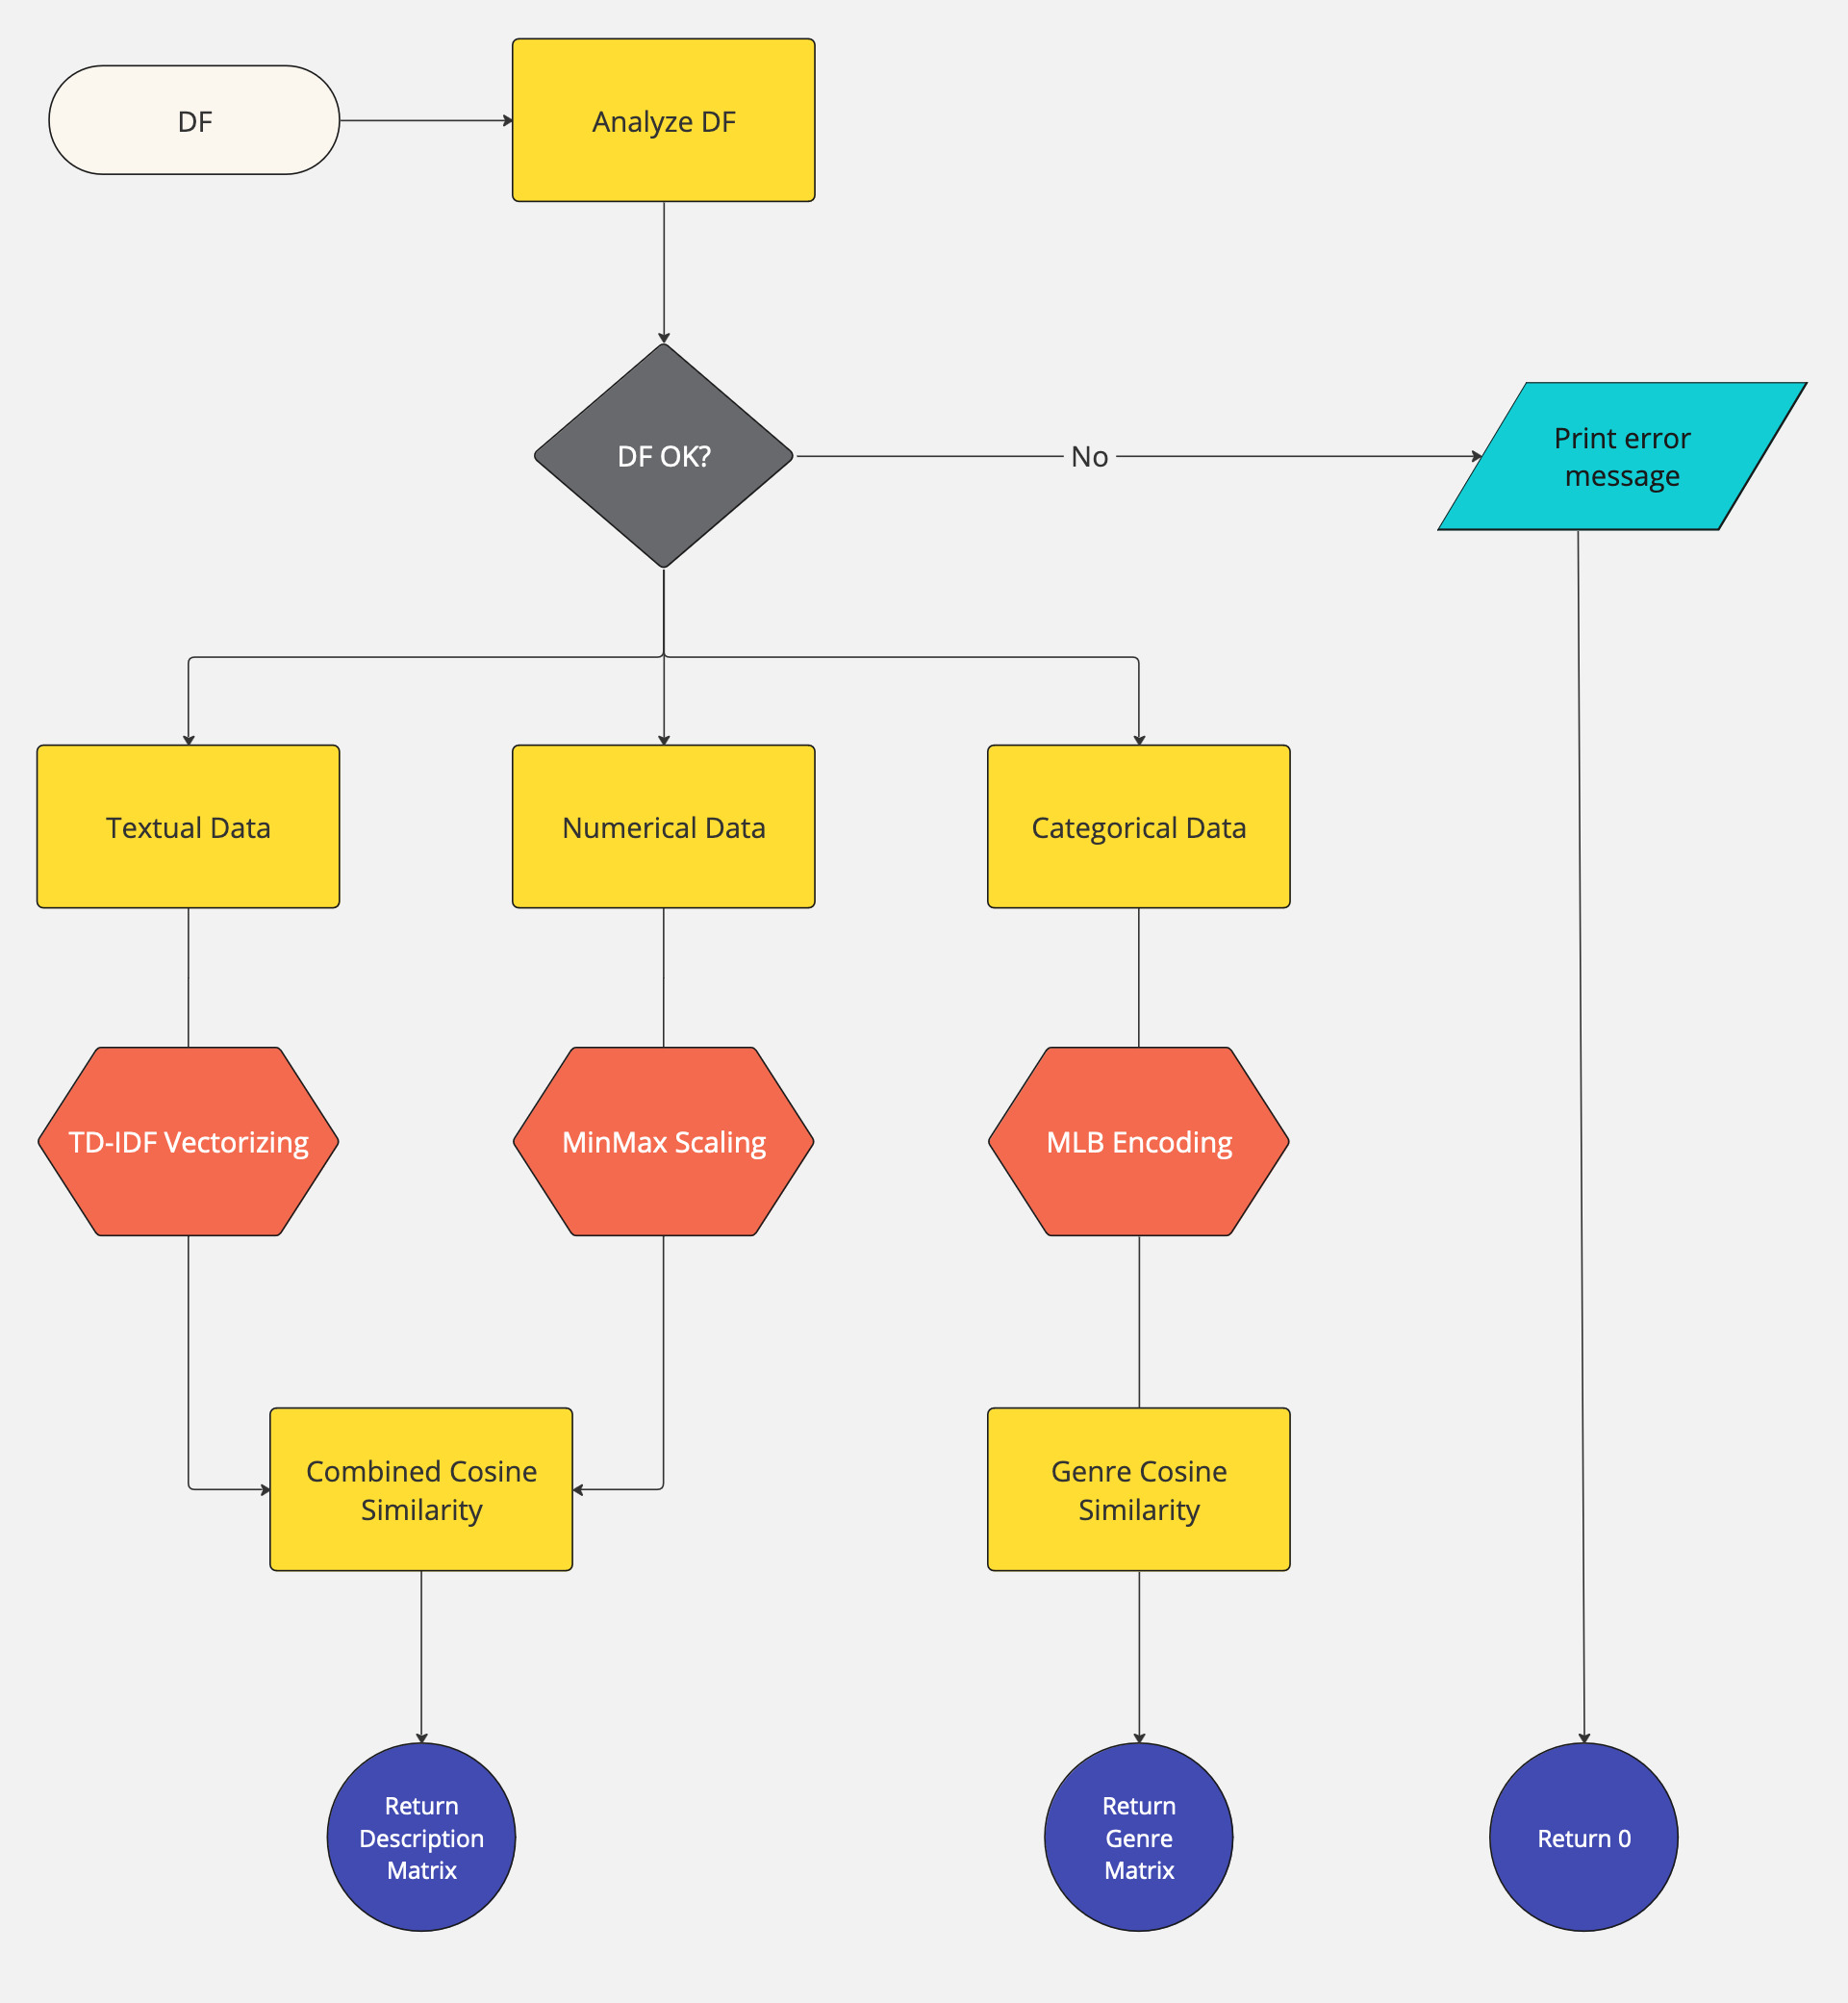 DF
Analyze DF
DF OK?
No
Print error
message
Textual Data
Numerical Data
Categorical Data
TD-IDF Vectorizing
MinMax Scaling
MLB Encoding
Combined Cosine
Similarity
Genre Cosine
Similarity
Return
Description
Matrix
Return
Genre
Matrix
Return 0